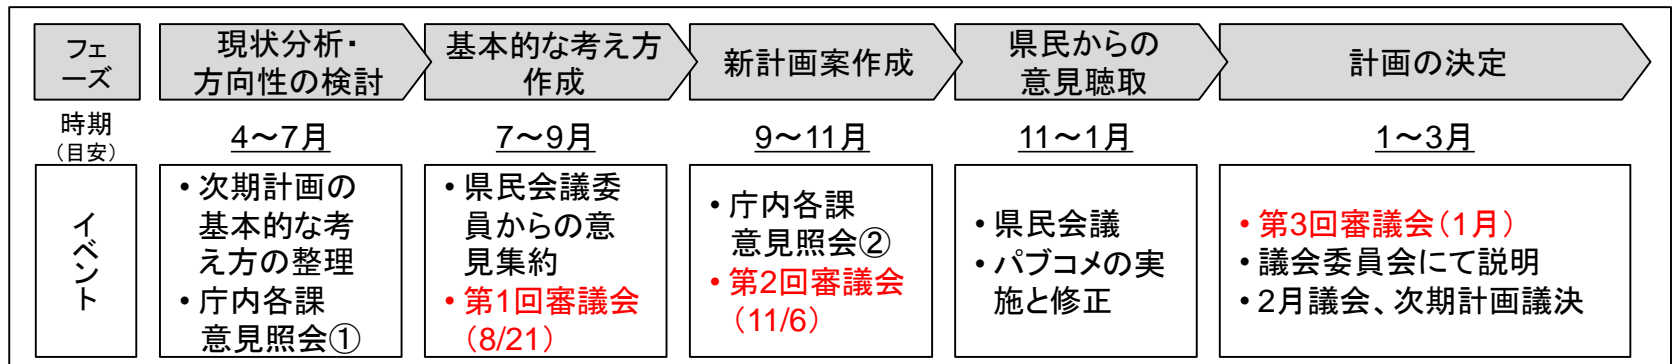 フェ
ーズ
現状分析・
方向性の検討
基本的な考え方
作成
新計画案作成
県民からの
意見聴取
計画の決定
時期
（目安）
4～7月
7～9月
9～11月
11～1月
1～3月
イベント
• 次期計画の
基本的な考
え方の整理
• 庁内各課
意見照会①
• 県民会議委
員からの意
見集約
• 第1回審議会
（8/21）
• 庁内各課
意見照会②
• 第2回審議会
（11/6）
• 県民会議
• パブコメの実
施と修正
• 第3回審議会（1月）
• 議会委員会にて説明
• 2月議会、次期計画議決